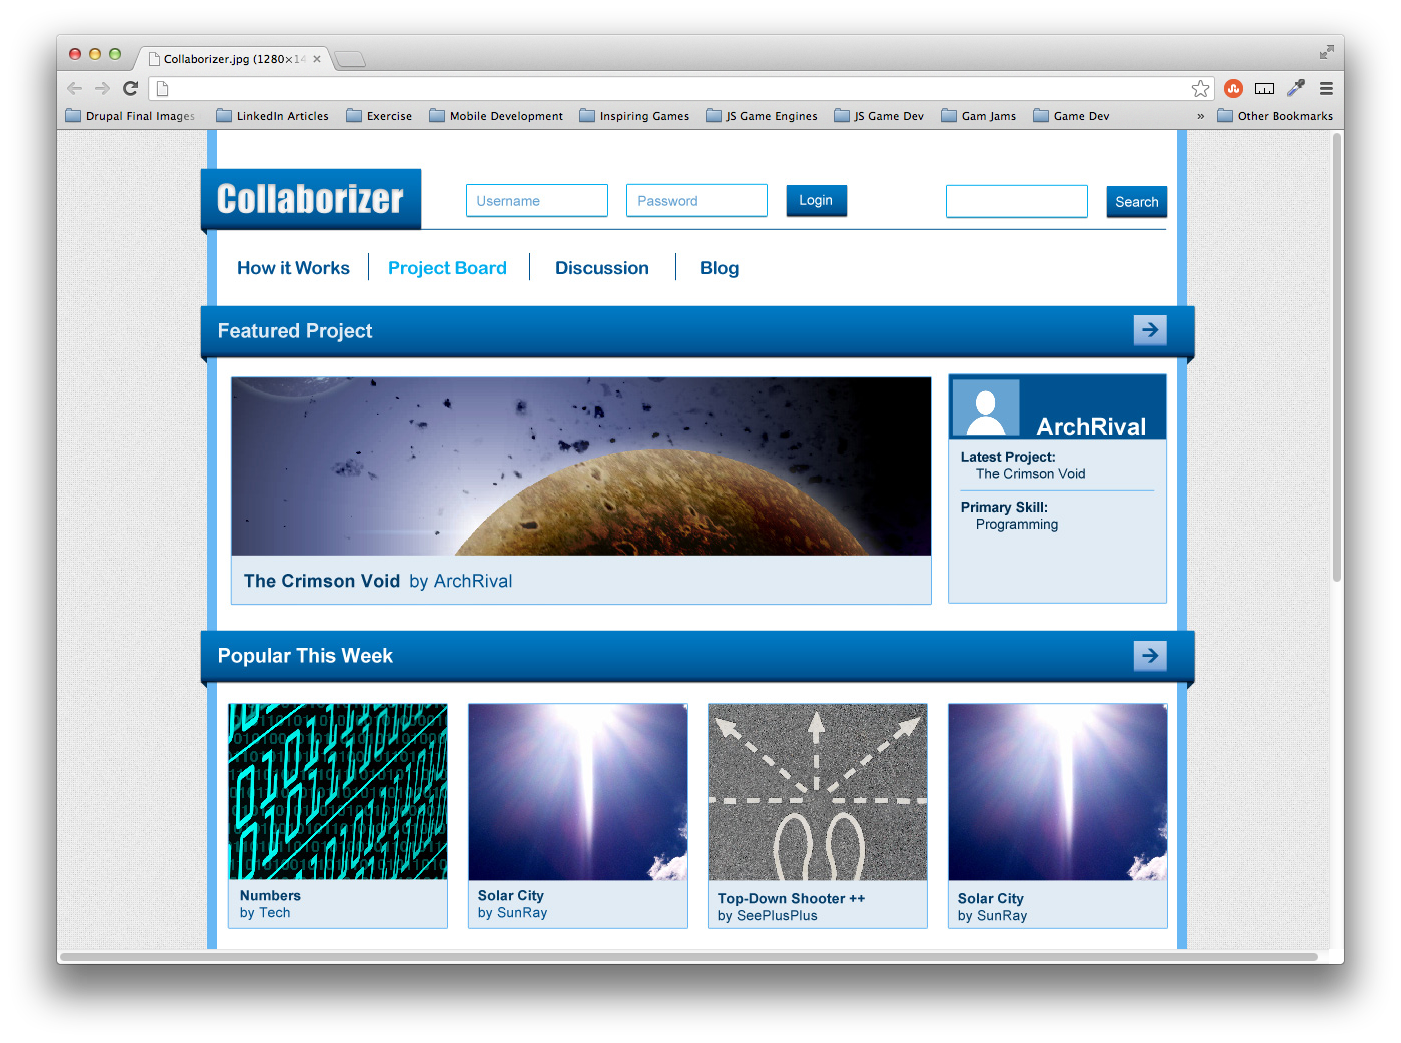 Collaborizer.jpg (1280×14
Drupal Final Images
LinkedIn Articles
Exercise
Mobile Development
Inspiring Games
JS Game Engines
JS Game Dev
Gam Jams
Game Dev
»
Other Bookmarks
Collaborizer
Username
Password
Login
Search
How it Works
Project Board
Discussion
Blog
Featured Project
The Crimson Void by ArchRival
ArchRival
Latest Project:
The Crimson Void
Primary Skill:
Programming
Popular This Week
Numbers
by Tech
Solar City
by SunRay
Top-Down Shooter ++
by SeePlusPlus
Solar City
by SunRay